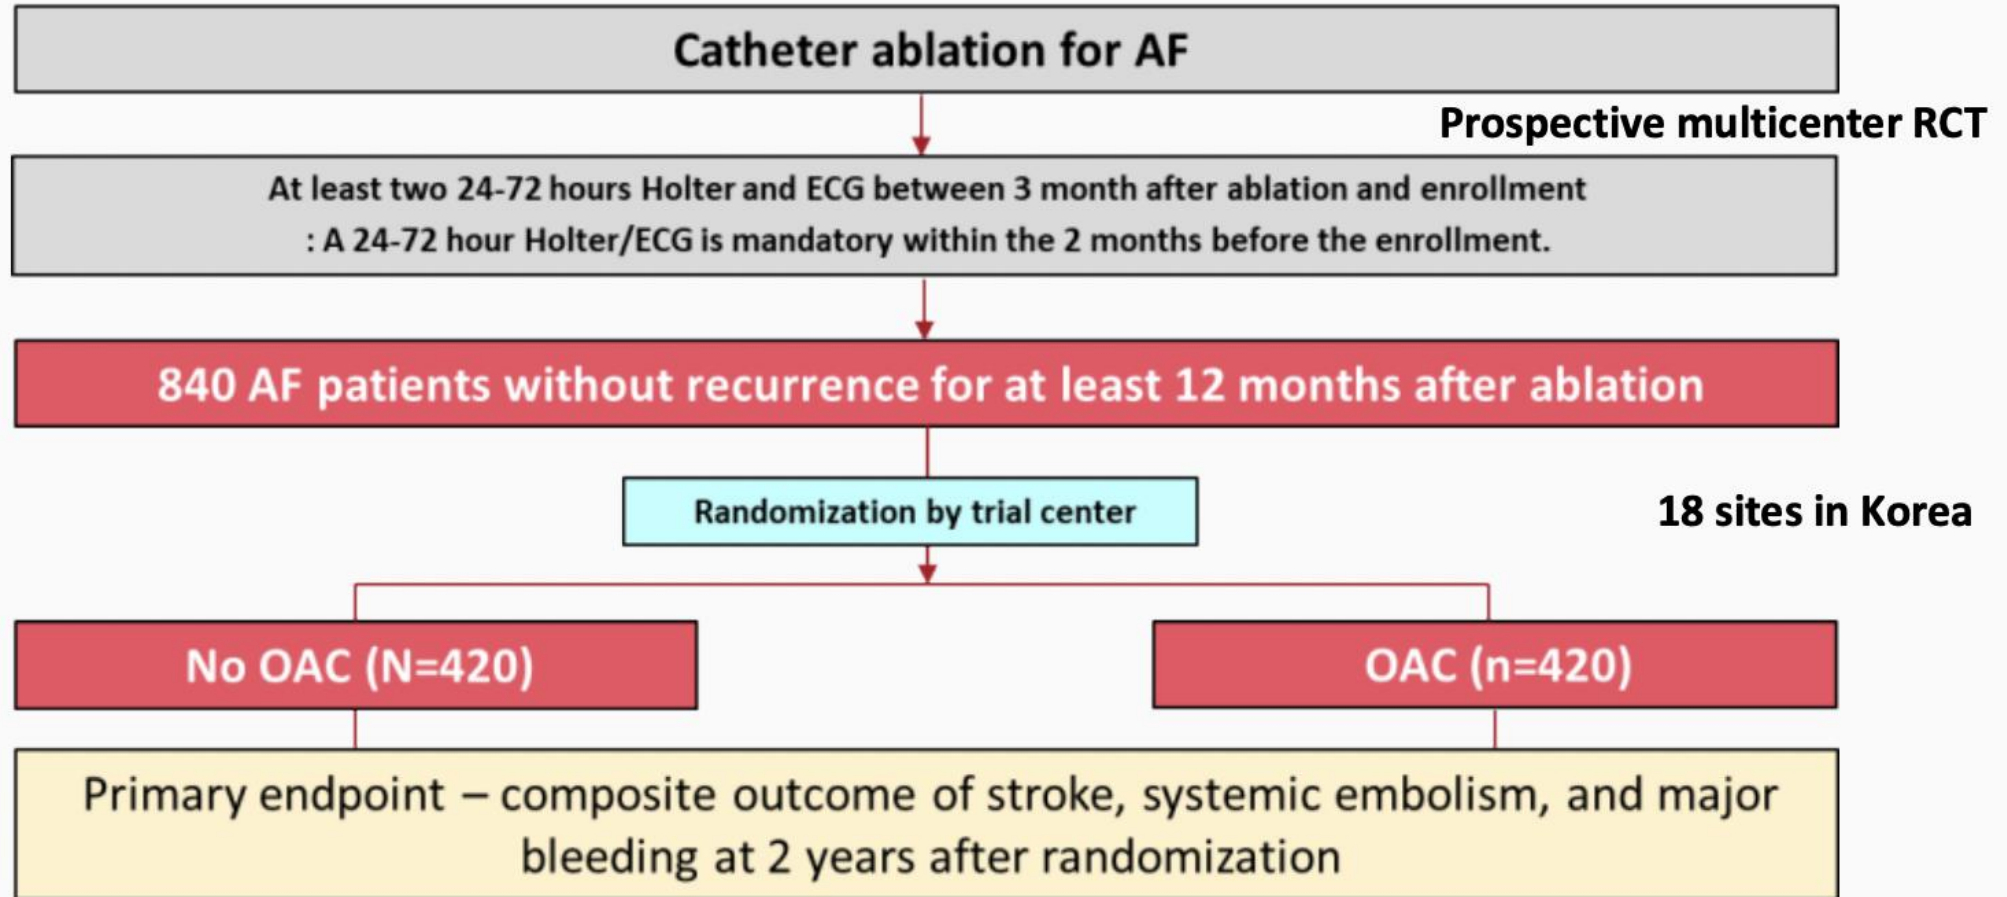 Catheter ablation for AF
Prospective multicenter RCT
At least two 24-72 hours Holter and ECG between 3 month after ablation and enrollment
: A 24-72 hour Holter/ECG is mandatory within the 2 months before the enrollment.
840 AF patients without recurrence for at least 12 months after ablation
Randomization by trial center
18 sites in Korea
No OAC (N=420)
OAC (n=420)
Primary endpoint – composite outcome of stroke, systemic embolism, and major
bleeding at 2 years after randomization